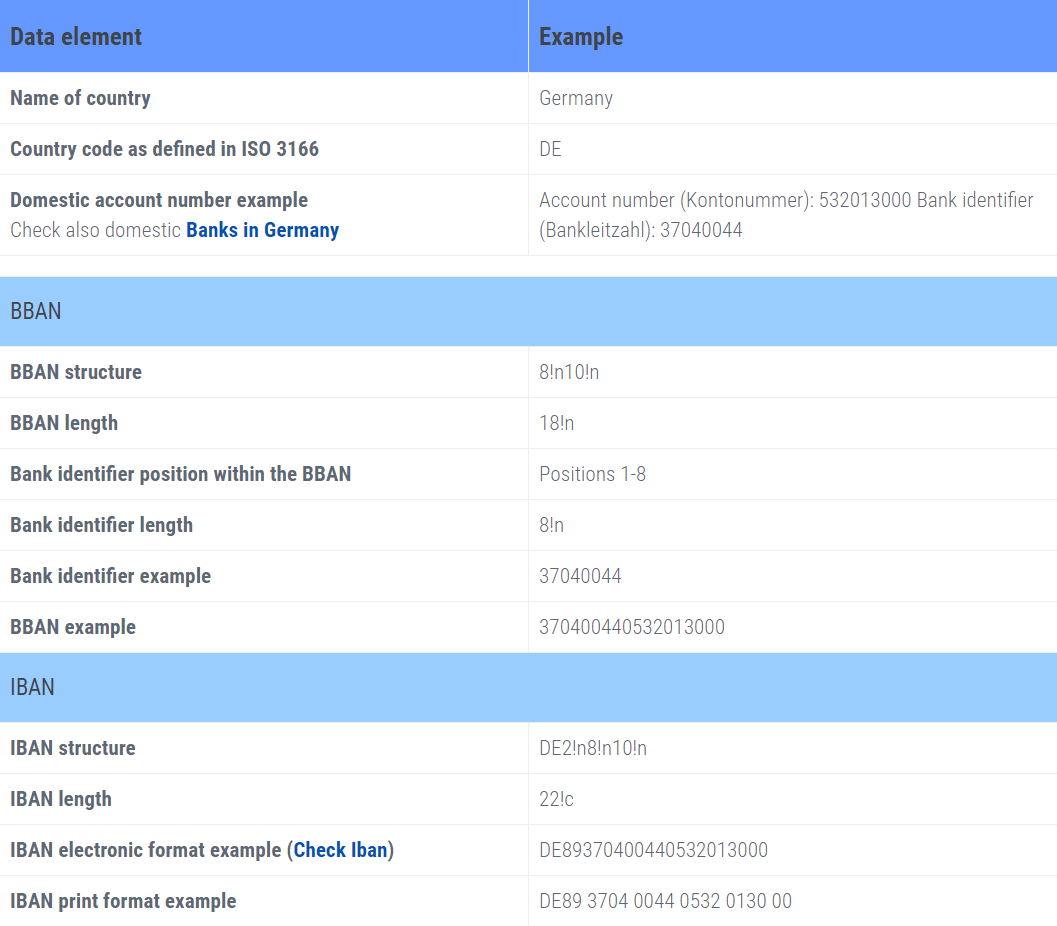 Data element
Example
Name of country
Germany
Country code as defined in ISO 3166
DE
Domestic account number example
Check also domestic Banks in Germany
Account number (Kontonummer): 532013000 Bank identifier
(Bankleitzahl): 37040044
BBAN
BBAN structure
8!n10!n
BBAN length
18!n
Bank identifier position within the BBAN
Positions 1-8
Bank identifier length
8!n
Bank identifier example
37040044
BBAN example
370400440532013000
IBAN
IBAN structure
DE2!n8!n10!n
IBAN length
22!c
IBAN electronic format example (Check Iban)
DE89370400440532013000
IBAN print format example
DE89 3704 0044 0532 0130 00